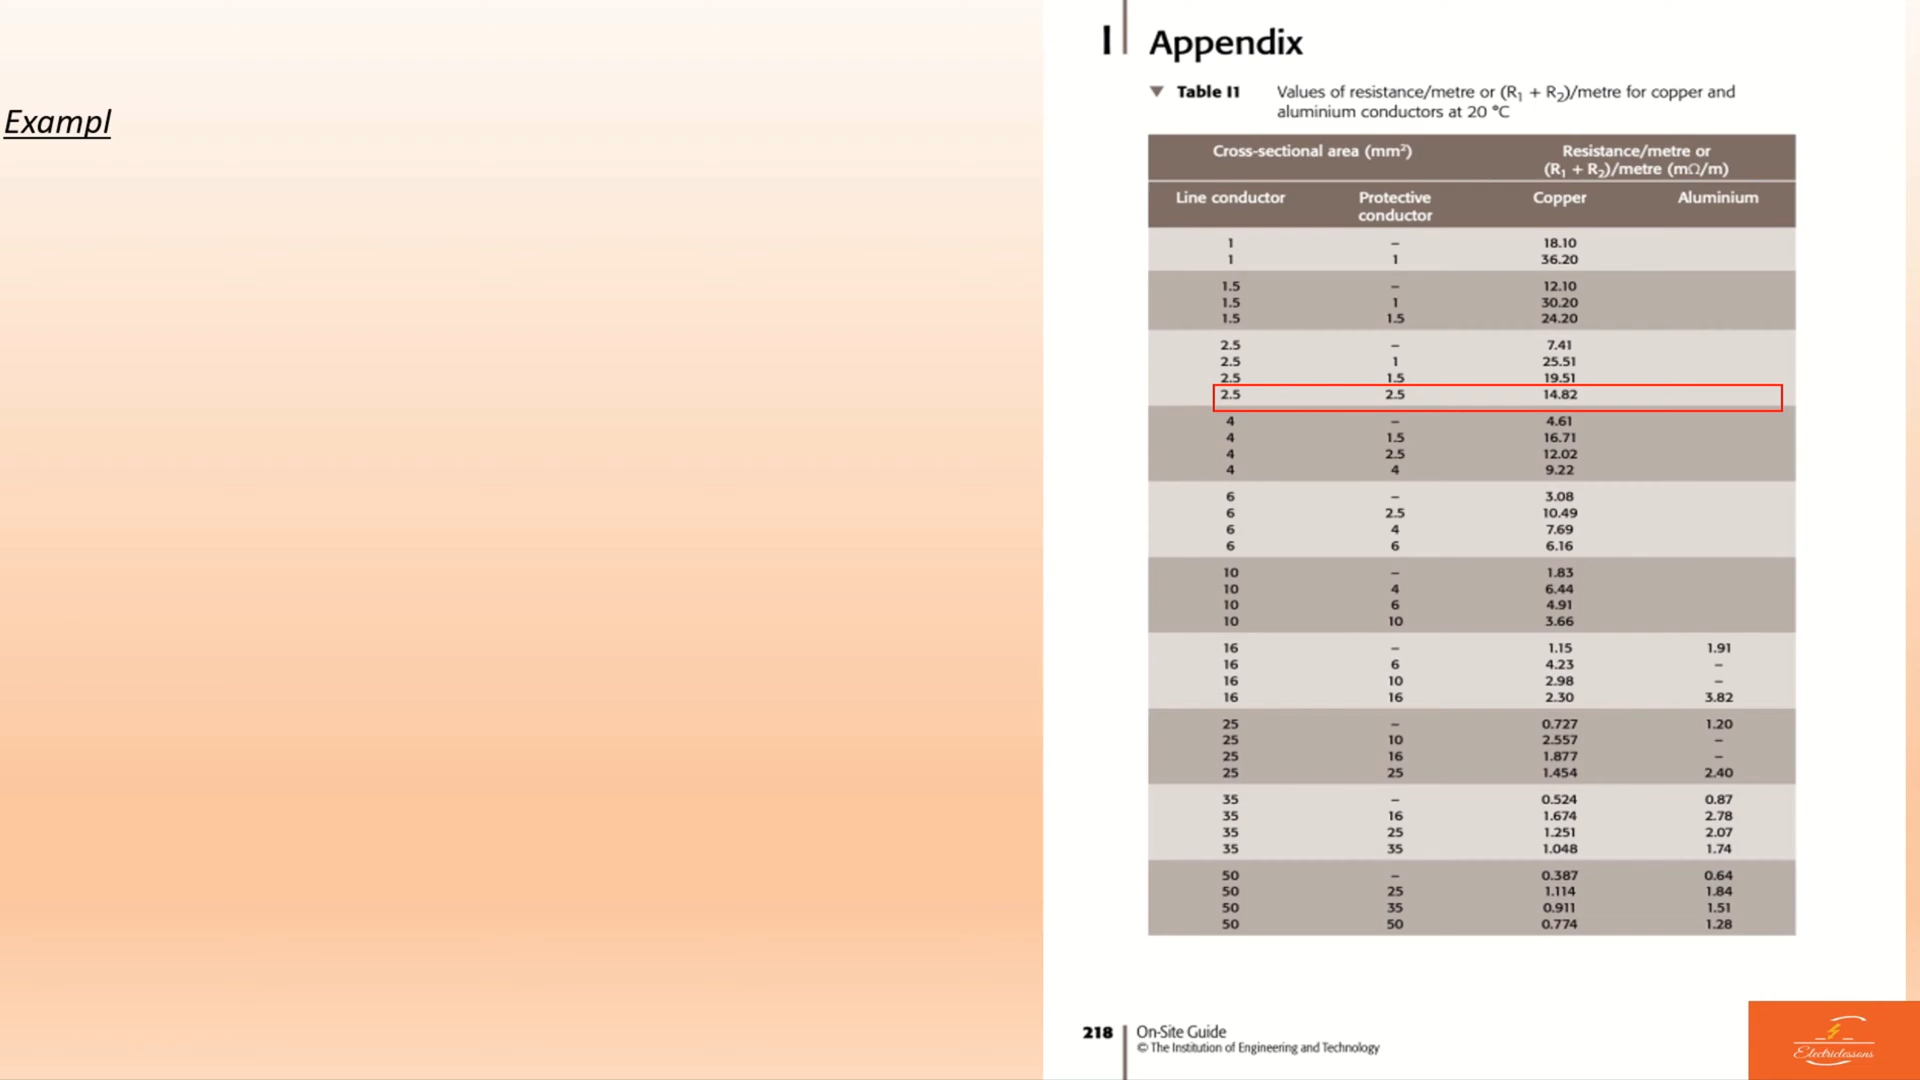 Exampl
I Appendix
▼ Table I1 Values of resistance/metre or (R₁ + R₂)/metre for copper and
aluminium conductors at 20 °C
Cross-sectional area (mm²) Resistance/metre or
(R₁ + R₂)/metre (mΩ/m)
Line conductor Protective Copper Aluminium
conductor
1 – 18.10
1 1 36.20
1.5 – 12.10
1.5 1 30.20
1.5 1.5 24.20
2.5 – 7.41
2.5 1 25.51
2.5 1.5 19.51
2.5 2.5 14.82
4 – 4.61
4 1.5 16.71
4 2.5 12.02
4 4 9.22
6 – 3.08
6 2.5 10.49
6 4 7.69
6 6 6.16
10 – 1.83
10 4 6.44
10 6 4.91
10 10 3.66
16 – 1.15 1.91
16 6 4.23 –
16 10 2.98 –
16 16 2.30 3.82
25 – 0.727 1.20
25 10 2.557 –
25 16 1.877 –
25 25 1.454 2.40
35 – 0.524 0.87
35 16 1.674 2.78
35 25 1.251 2.07
35 35 1.048 1.74
50 – 0.387 0.64
50 25 1.114 1.84
50 35 0.911 1.51
50 50 0.774 1.28
218 On-Site Guide
© The Institution of Engineering and Technology
Electriclessons